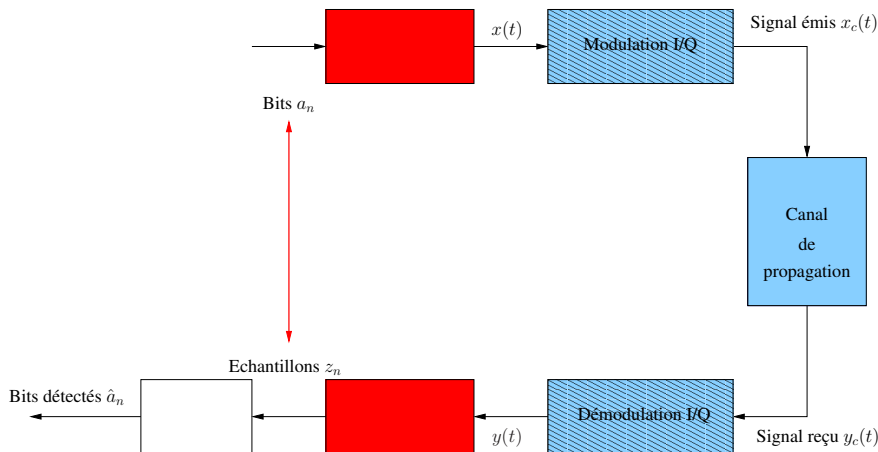 x(t)
Modulation I/Q
Signal émis x_c(t)
Bits a_n
Canal
de
propagation
Echantillons z_n
Bits détectés â_n
y(t)
Démodulation I/Q
Signal reçu y_c(t)